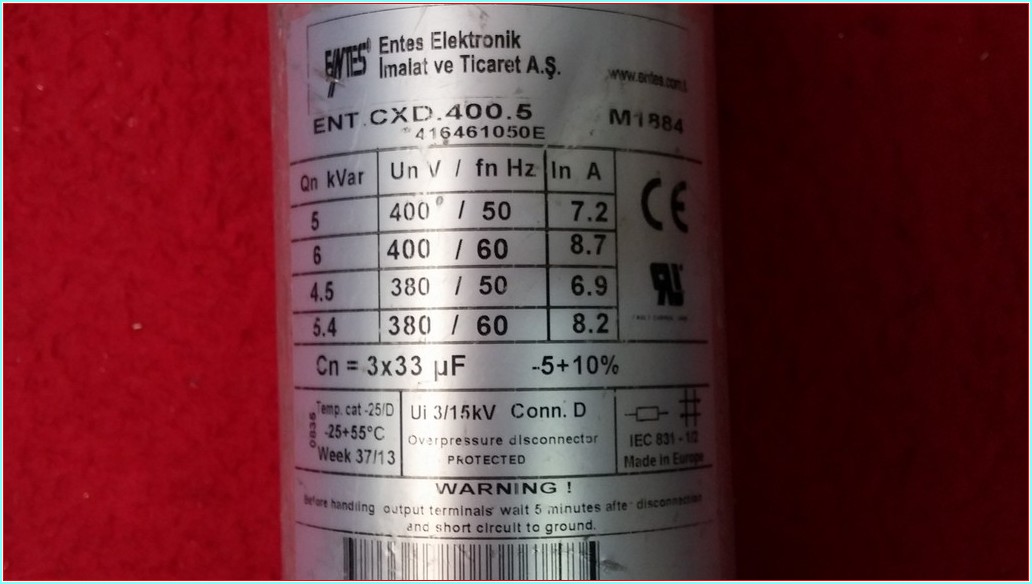 ENTES® Entes Elektronik
İmalat ve Ticaret A.Ş.
www.entes.com.t
ENT.CXD.400.5 M1884
416461050E
Qn kVar Un V / fn Hz In A
5 400 / 50 7.2
6 400 / 60 8.7
4.5 380 / 50 6.9
5.4 380 / 60 8.2
CE
Cn = 3x33 µF -5+10%
Temp. cat -25/D
-25+55°C
Week 37/13
0835
Ui 3/15kV Conn. D
Overpressure disconnector
PROTECTED
IEC 831 - 1/2
Made in Europe
WARNING !
Before handling output terminals wait 5 minutes after disconnection
and short circuit to ground.